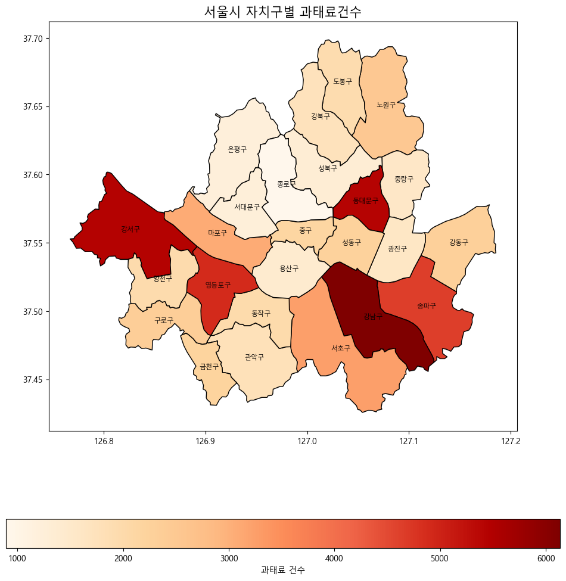 서울시 자치구별 과태료건수
37.70
37.65
37.60
37.55
37.50
37.45
도봉구
노원구
강북구
은평구
성북구
중랑구
종로구
서대문구
동대문구
강서구
마포구
중구
성동구
광진구
강동구
용산구
양천구
영등포구
동작구
송파구
강남구
구로구
서초구
관악구
금천구
126.8 126.9 127.0 127.1 127.2
1000 2000 3000 4000 5000 6000
과태료 건수